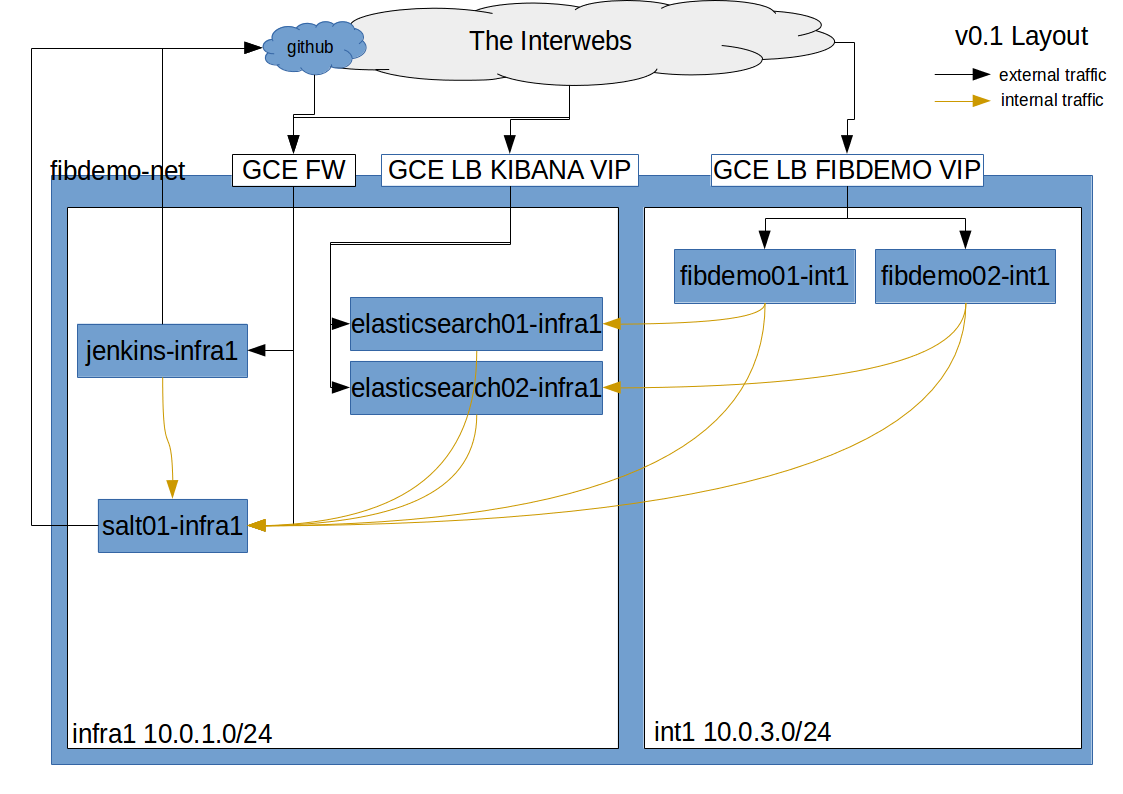 github
The Interwebs
v0.1 Layout
external traffic
internal traffic
fibdemo-net
GCE FW
GCE LB KIBANA VIP
GCE LB FIBDEMO VIP
fibdemo01-int1
fibdemo02-int1
elasticsearch01-infra1
jenkins-infra1
elasticsearch02-infra1
salt01-infra1
infra1 10.0.1.0/24
int1 10.0.3.0/24